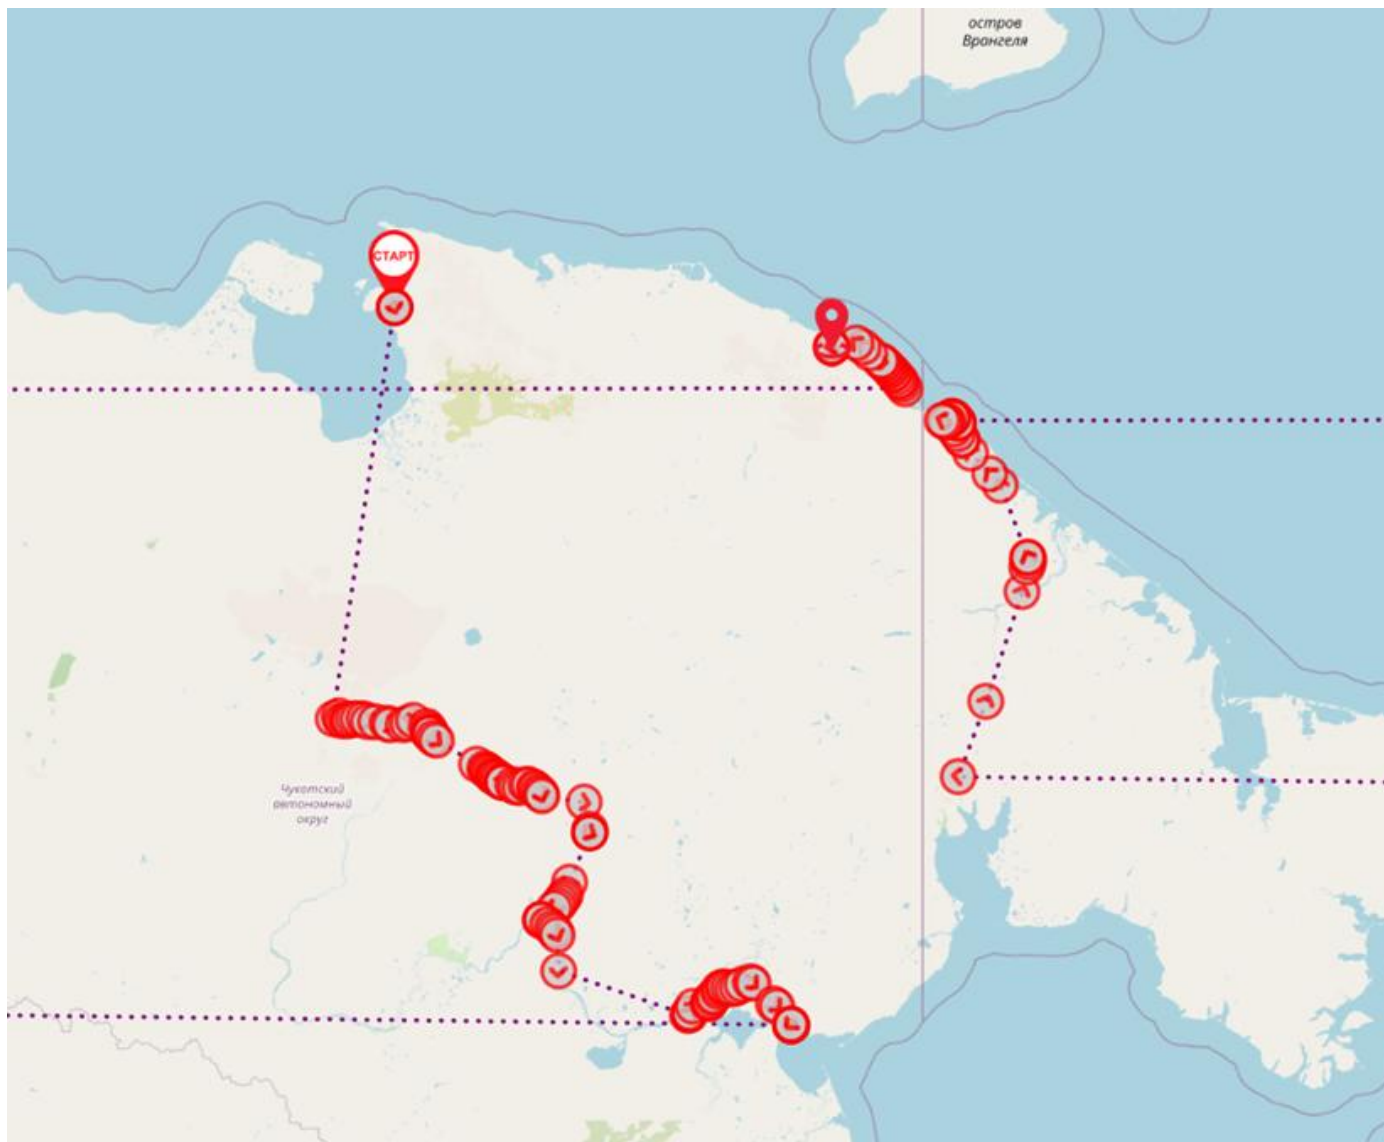 остров
Врангеля
СТАРТ
Чукотский
автономный
округ